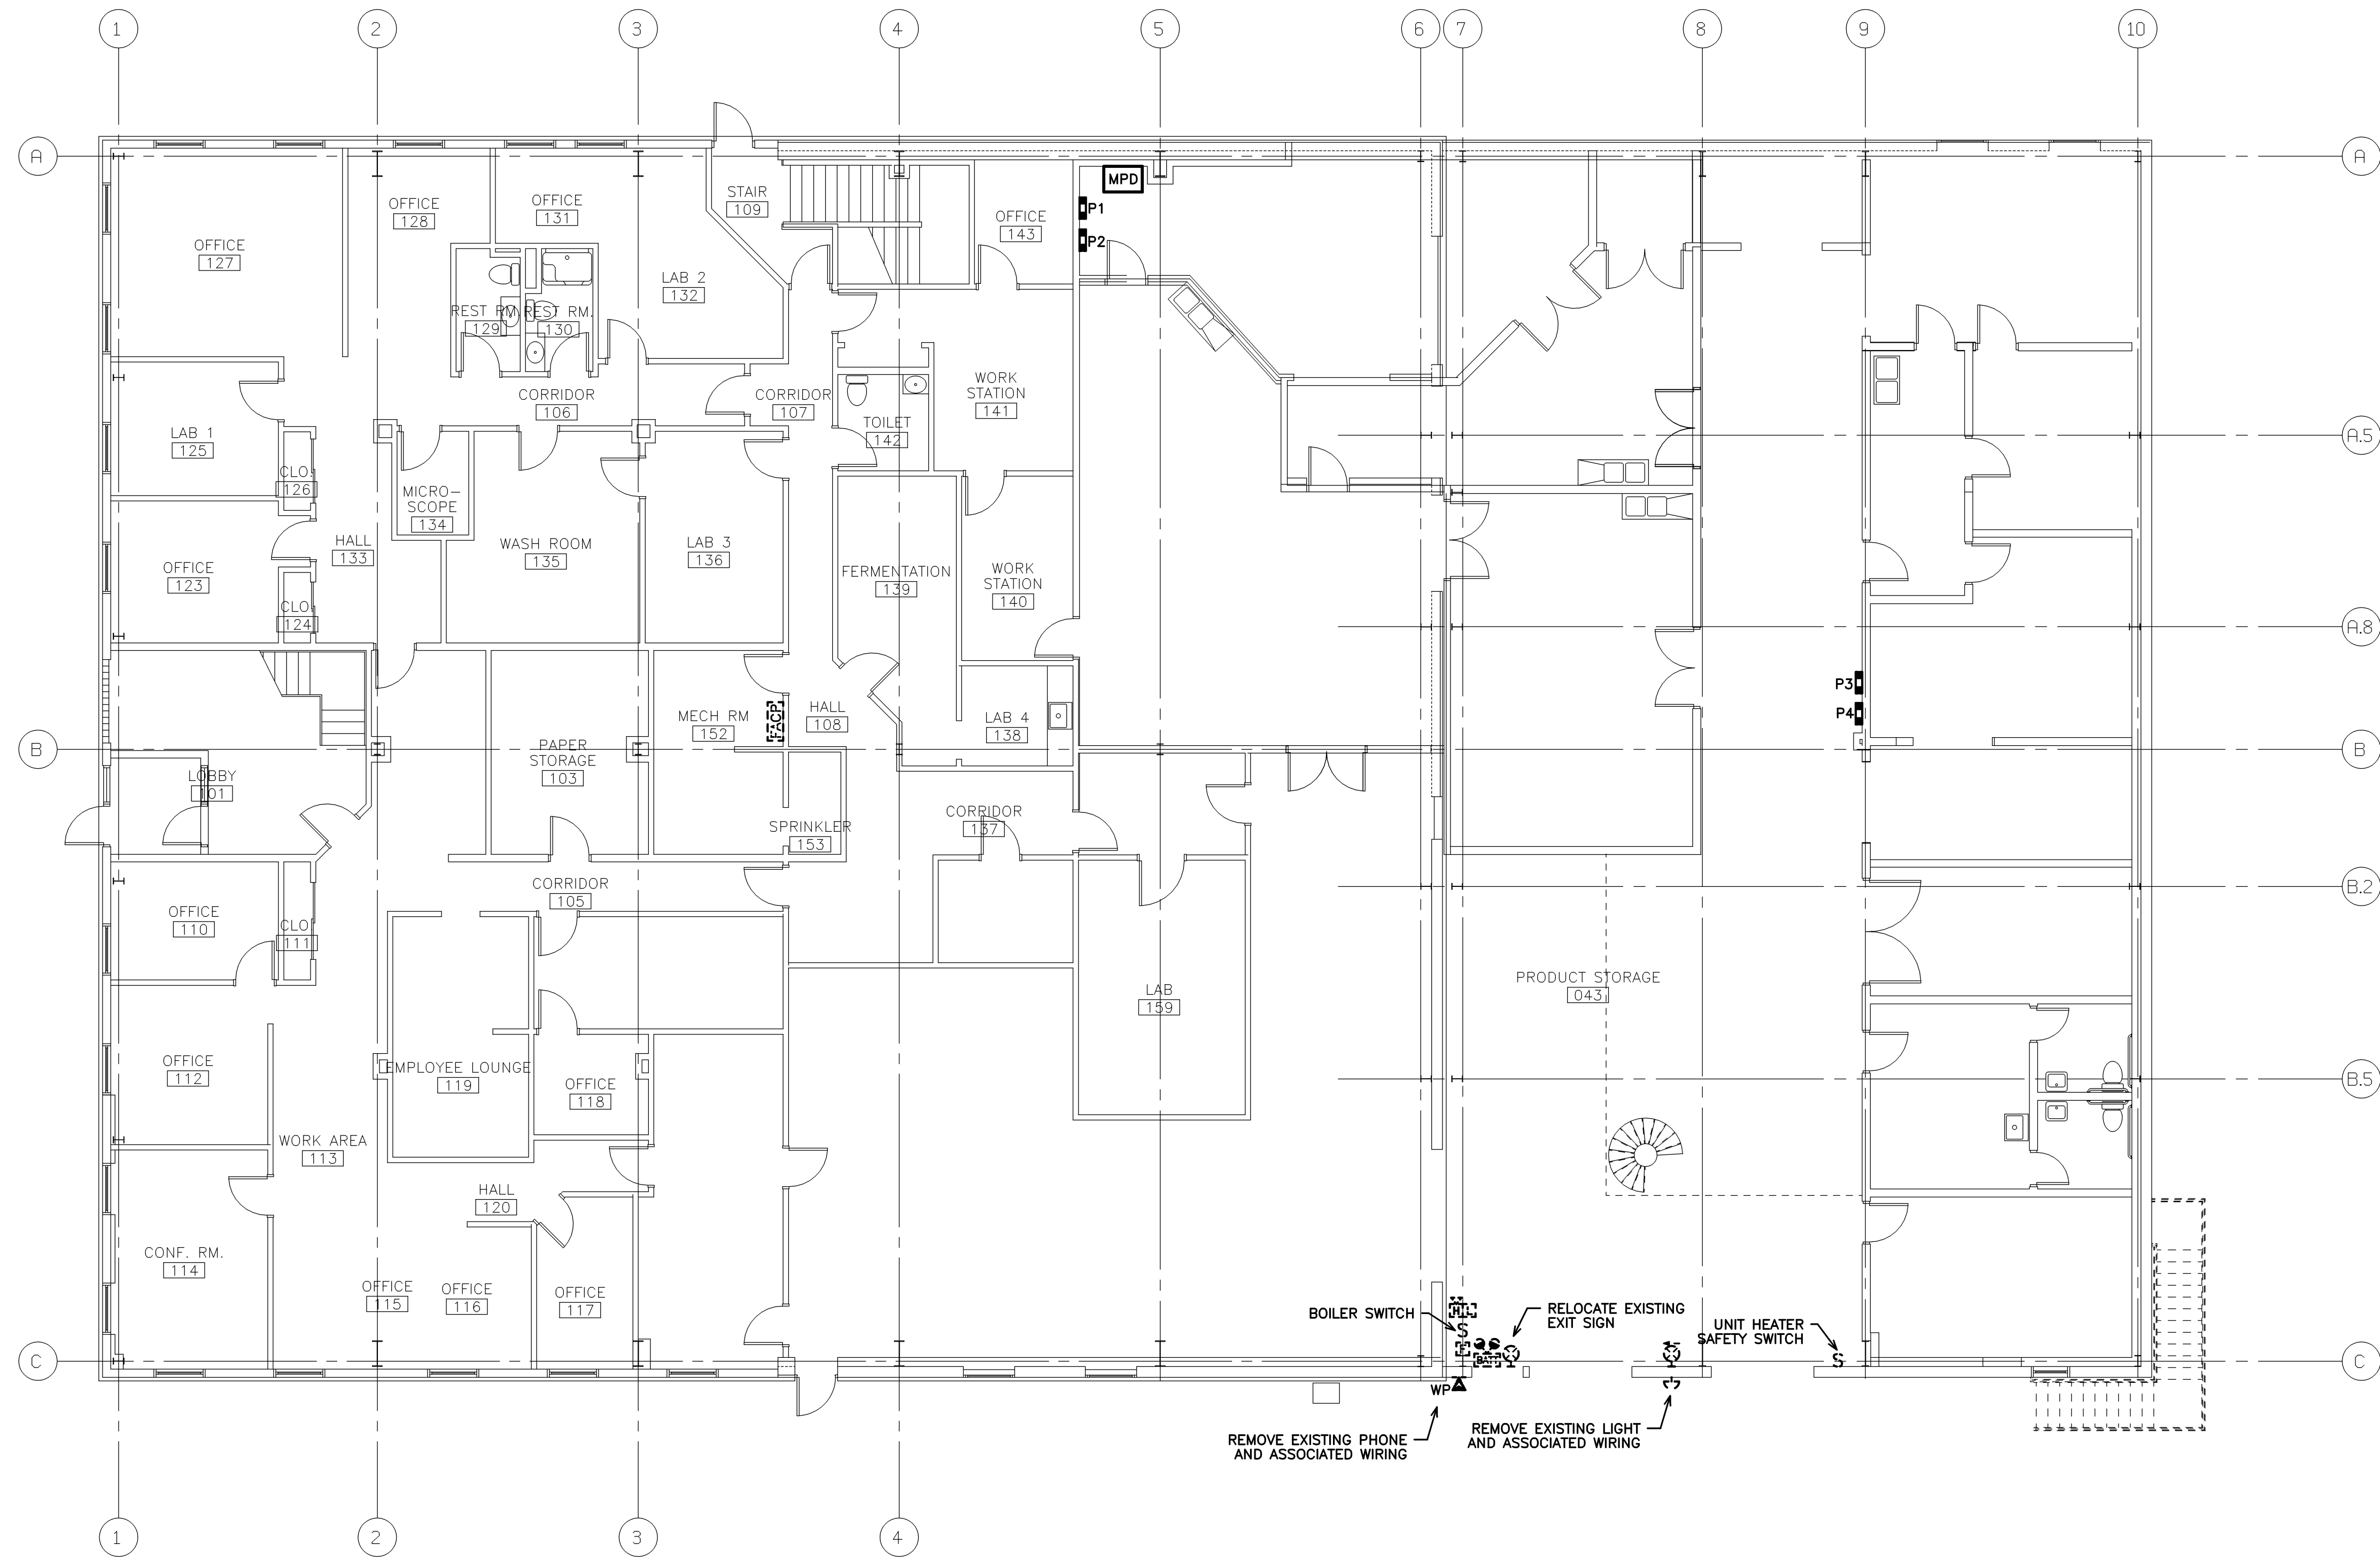 1 2 3 4 5 6 7 8 9 10
A A
OFFICE
127
OFFICE
128
OFFICE
131
STAIR
109
OFFICE
143
MPD
P1
P2
LAB 2
132
REST RM.
129
REST RM.
130
CORRIDOR
106
CORRIDOR
107
WORK
STATION
141
TOILET
142
LAB 1
125
A.5
CLO.
126
MICRO-
SCOPE
134
WASH ROOM
135
LAB 3
136
HALL
133
OFFICE
123
CLO.
124
FERMENTATION
139
WORK
STATION
140
A.8
P3
P4
FACP
MECH RM
152
HALL
108
LAB 4
138
PAPER
STORAGE
103
B B
LOBBY
101
SPRINKLER
153
CORRIDOR
137
CORRIDOR
105
B.2
OFFICE
110
CLO.
111
PRODUCT STORAGE
043
LAB
159
OFFICE
112
EMPLOYEE LOUNGE
119
OFFICE
118
B.5
WORK AREA
113
HALL
120
CONF. RM.
114
OFFICE
115
OFFICE
116
OFFICE
117
BOILER SWITCH
S
RELOCATE EXISTING
EXIT SIGN
UNIT HEATER
SAFETY SWITCH
S
BATT
C C
WP
REMOVE EXISTING PHONE
AND ASSOCIATED WIRING
REMOVE EXISTING LIGHT
AND ASSOCIATED WIRING
1 2 3 4